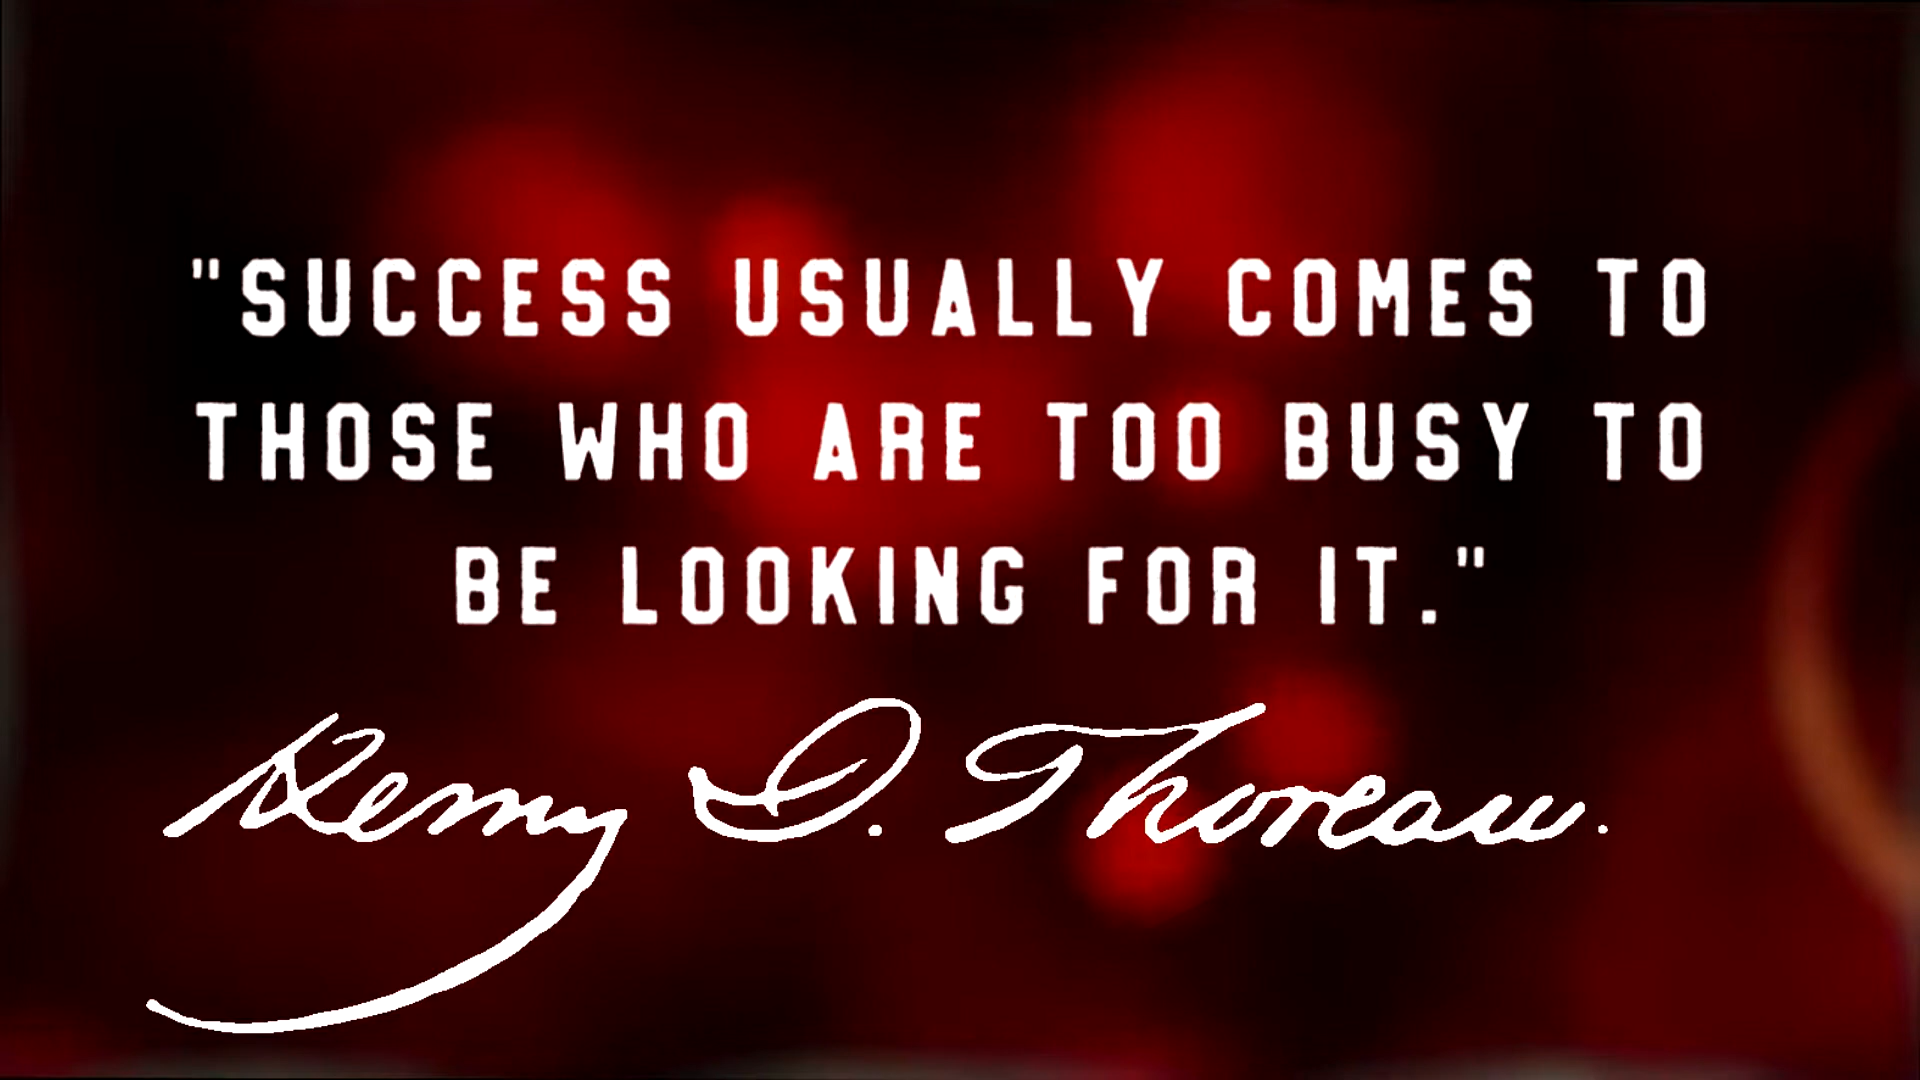 "SUCCESS USUALLY COMES TO
THOSE WHO ARE TOO BUSY TO
BE LOOKING FOR IT."
Henry D. Thoreau.